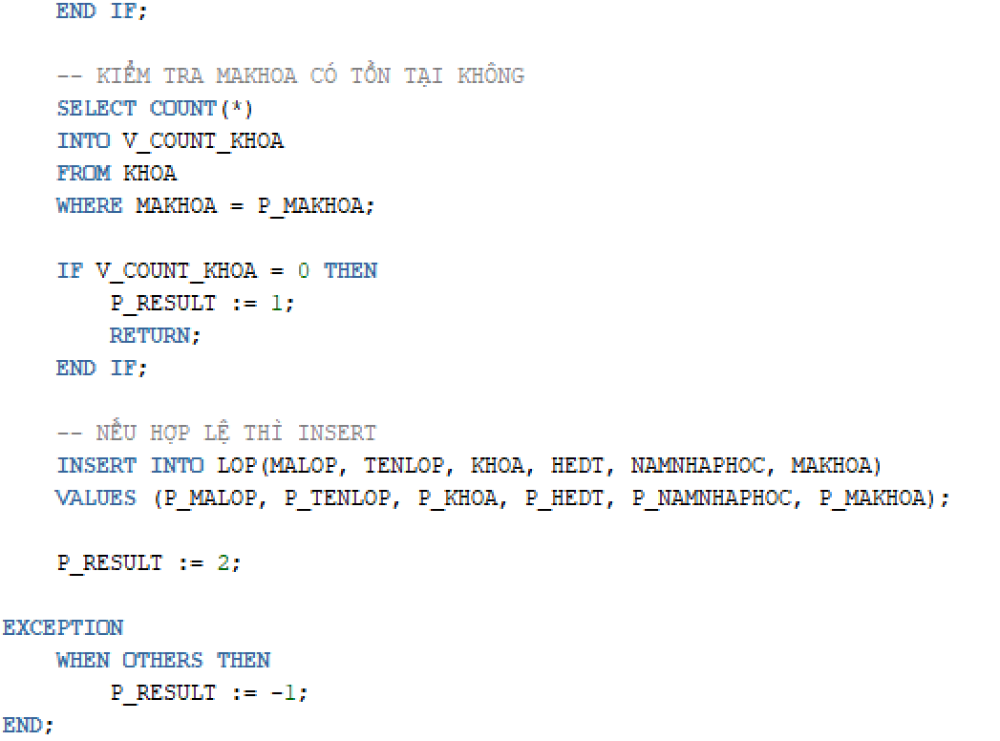 END IF;
-- KIỂM TRA MAKHOA CÓ TỒN TẠI KHÔNG
SELECT COUNT(*)
INTO V_COUNT_KHOA
FROM KHOA
WHERE MAKHOA = P_MAKHOA;
IF V_COUNT_KHOA = 0 THEN
P_RESULT := 1;
RETURN;
END IF;
-- NẾU HỢP LỆ THÌ INSERT
INSERT INTO LOP(MALOP, TENLOP, KHOA, HEDT, NAMNHAPHOC, MAKHOA)
VALUES (P_MALOP, P_TENLOP, P_KHOA, P_HEDT, P_NAMNHAPHOC, P_MAKHOA);
P_RESULT := 2;
EXCEPTION
WHEN OTHERS THEN
P_RESULT := -1;
END;